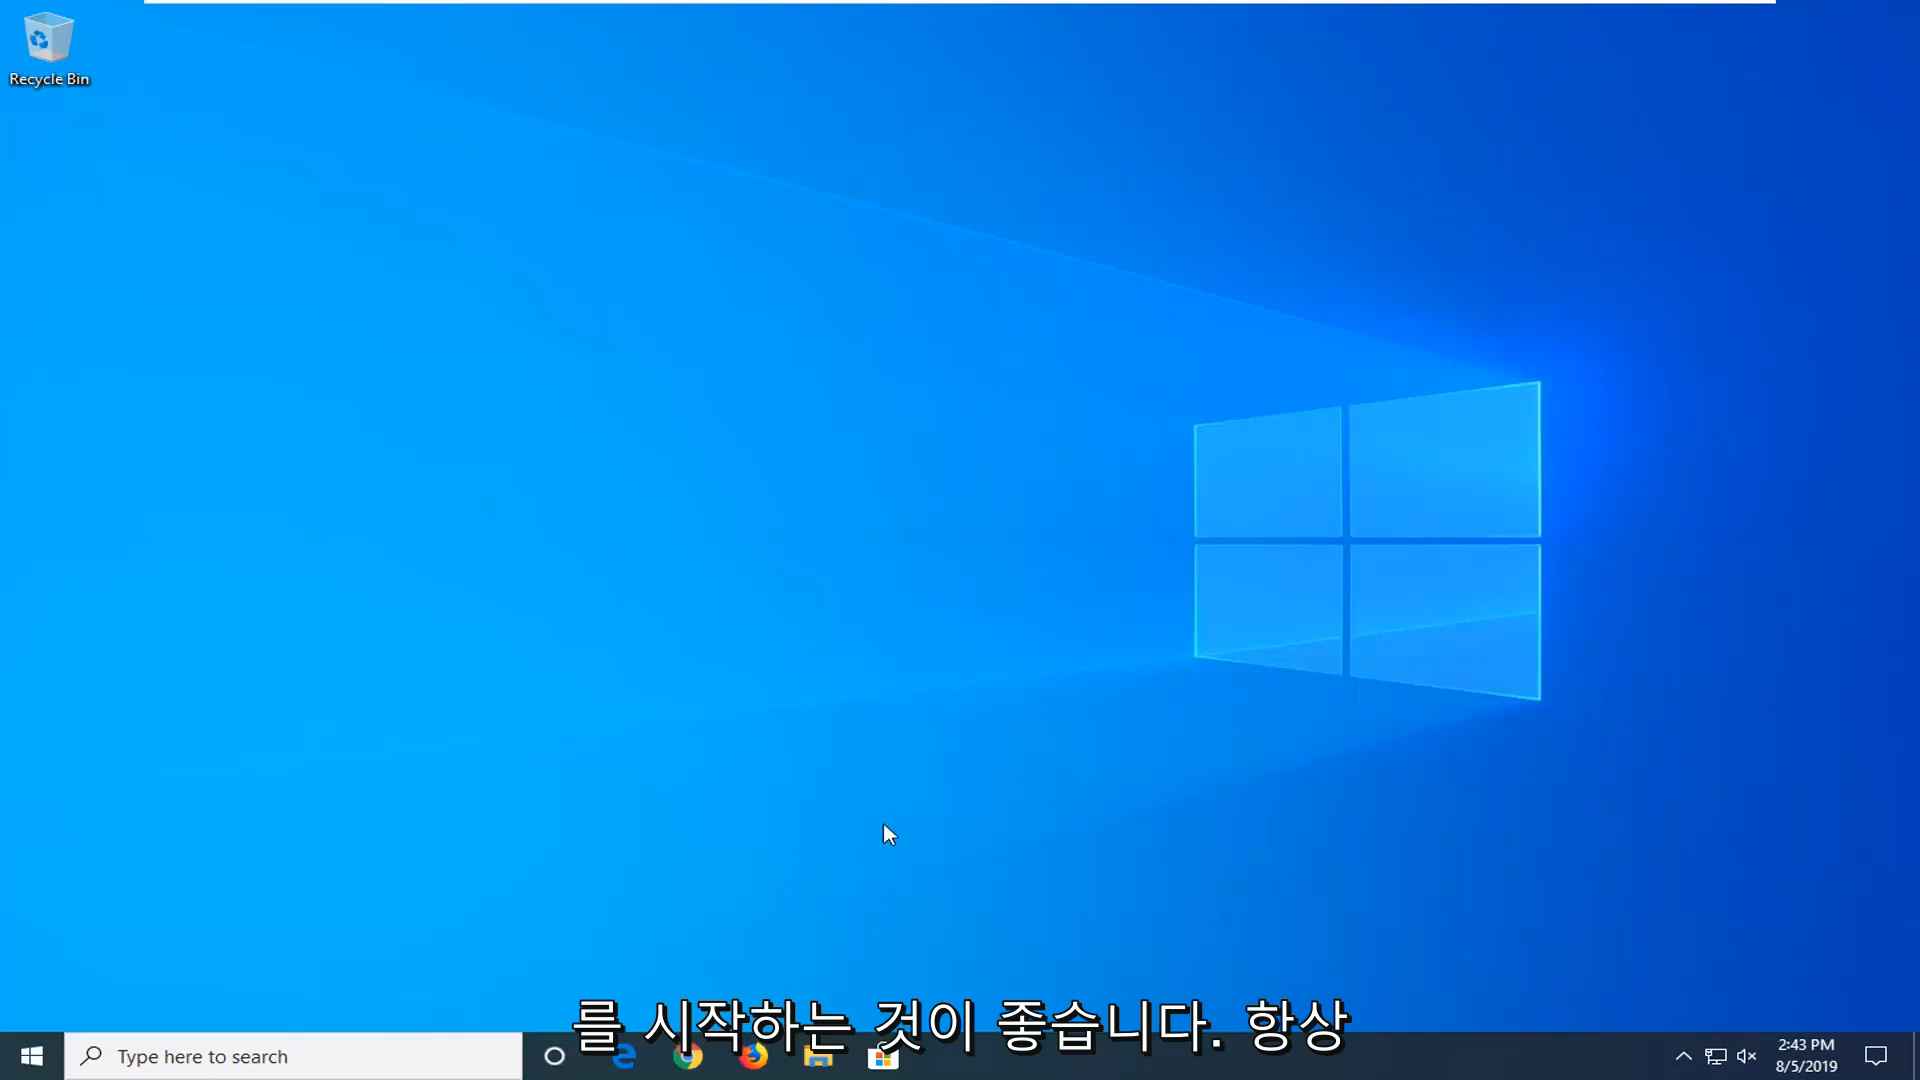 Recycle Bin
를 시작하는 것이 좋습니다. 항상
Type here to search
2:43 PM
8/5/2019